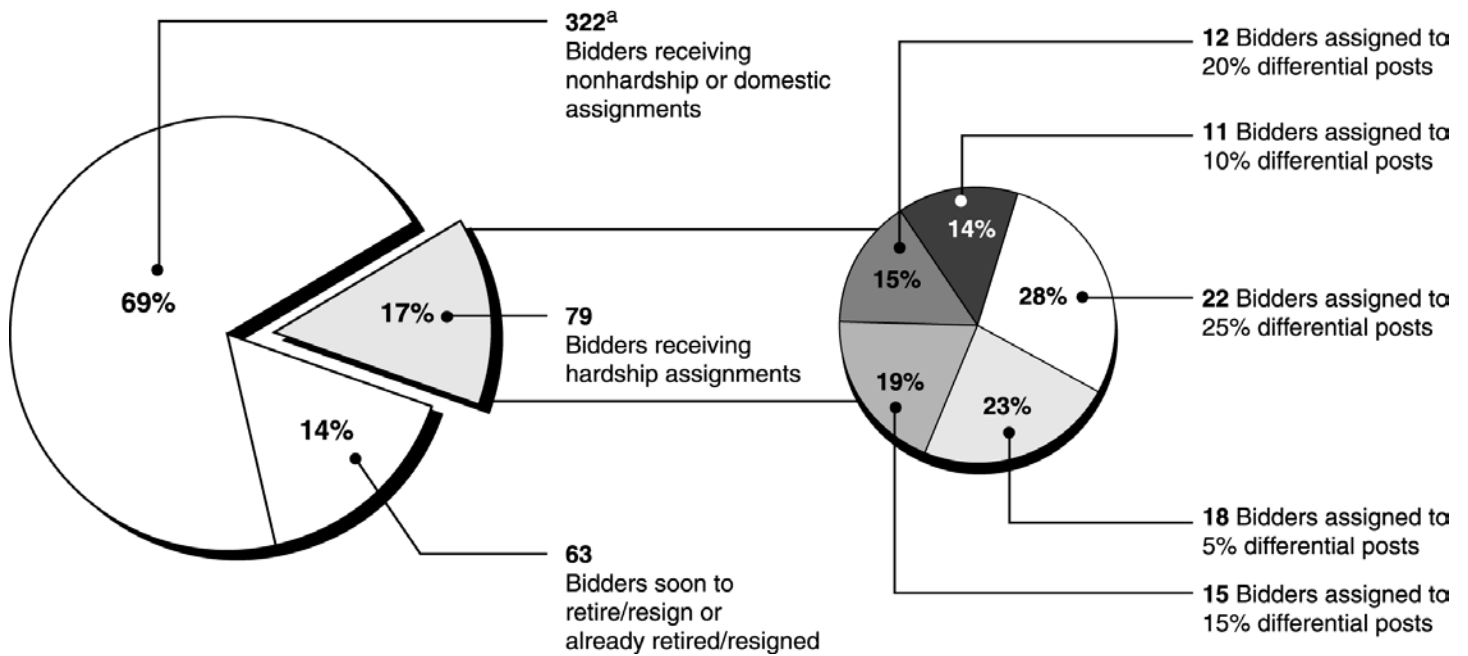 322a
Bidders receiving
nonhardship or domestic
assignments
69%
17%
79
Bidders receiving
hardship assignments
14%
63
Bidders soon to
retire/resign or
already retired/resigned
12 Bidders assigned to
20% differential posts
11 Bidders assigned to
10% differential posts
14%
15%
28%
22 Bidders assigned to
25% differential posts
19%
23%
18 Bidders assigned to
5% differential posts
15 Bidders assigned to
15% differential posts